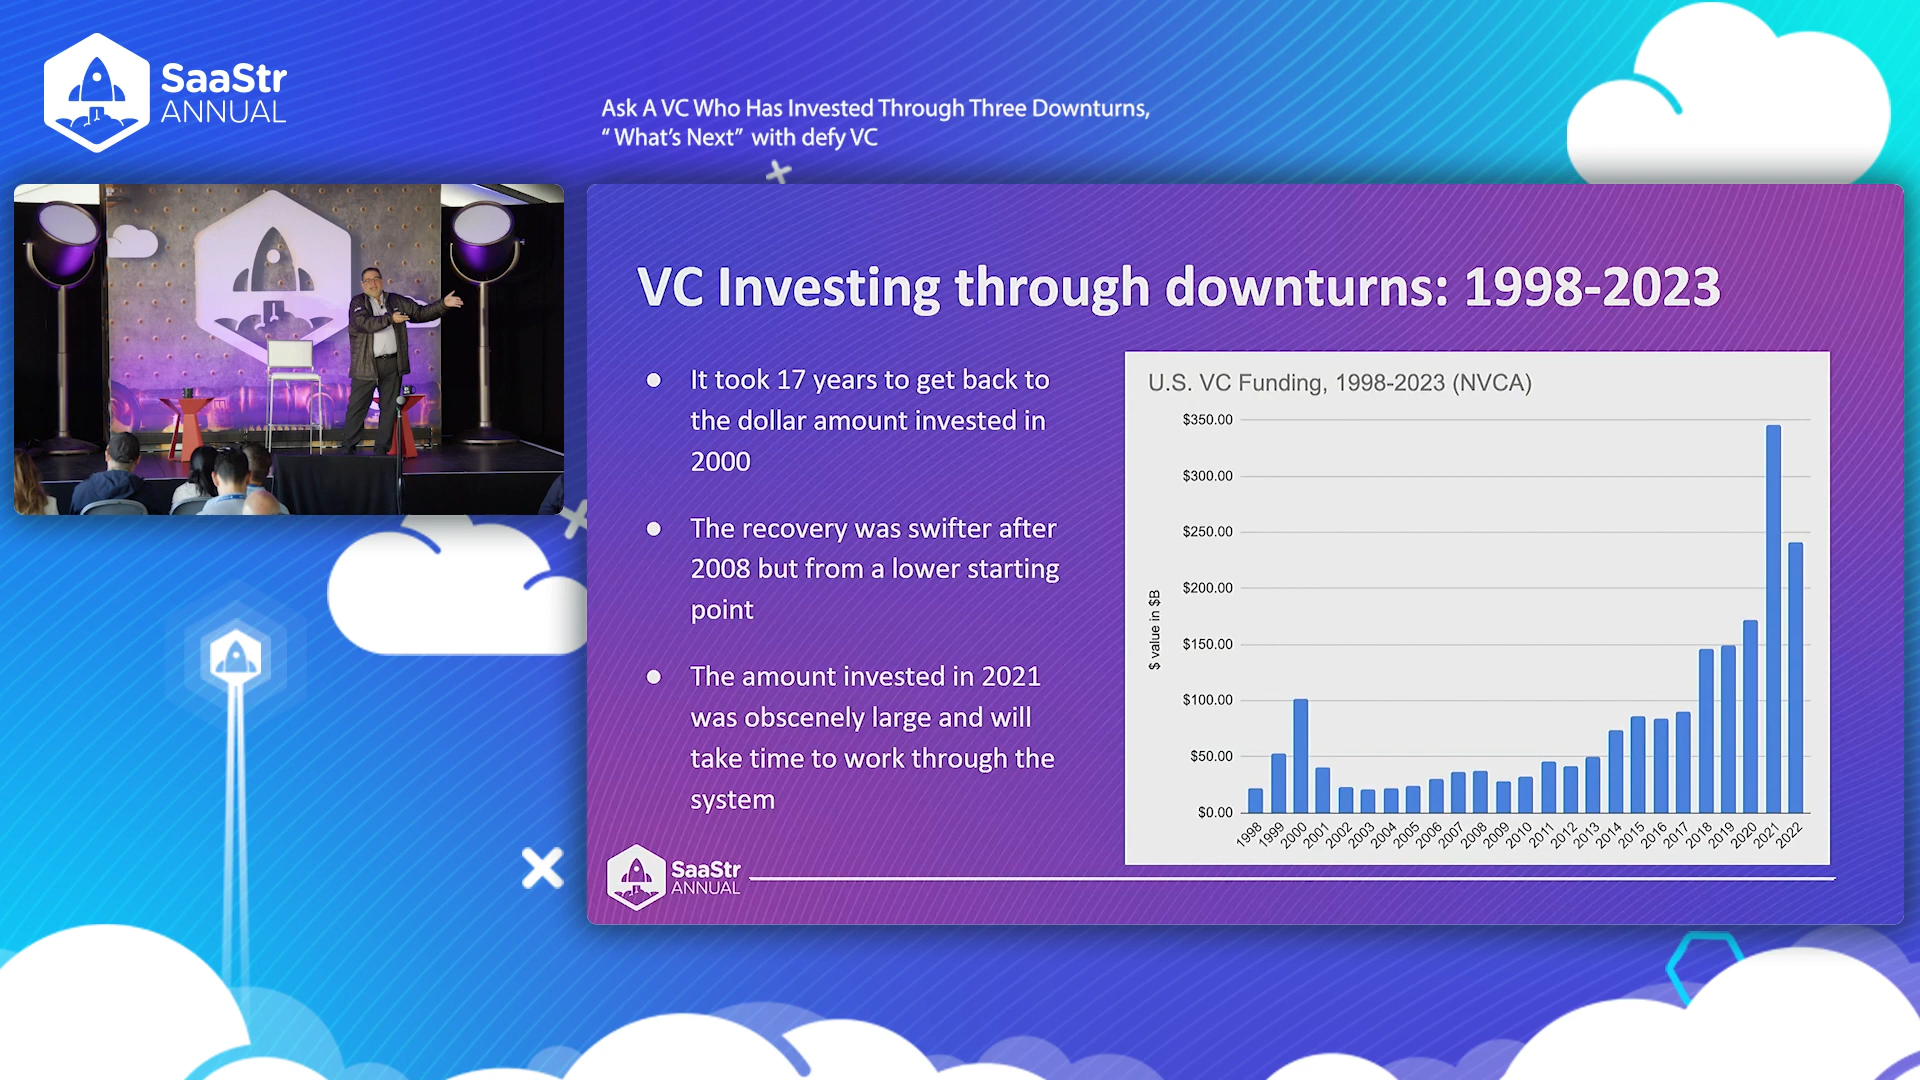 SaaStr
ANNUAL
Ask A VC Who Has Invested Through Three Downturns,
“ What’s Next” with defy VC
VC Investing through downturns: 1998-2023
● It took 17 years to get back to
the dollar amount invested in
2000
● The recovery was swifter after
2008 but from a lower starting
point
● The amount invested in 2021
was obscenely large and will
take time to work through the
system
U.S. VC Funding, 1998-2023 (NVCA)
$350.00
$300.00
$250.00
$200.00
$150.00
$100.00
$50.00
$0.00
$ value in $B
1998
1999
2000
2001
2002
2003
2004
2005
2006
2007
2008
2009
2010
2011
2012
2013
2014
2015
2016
2017
2018
2019
2020
2021
2022
SaaStr
ANNUAL